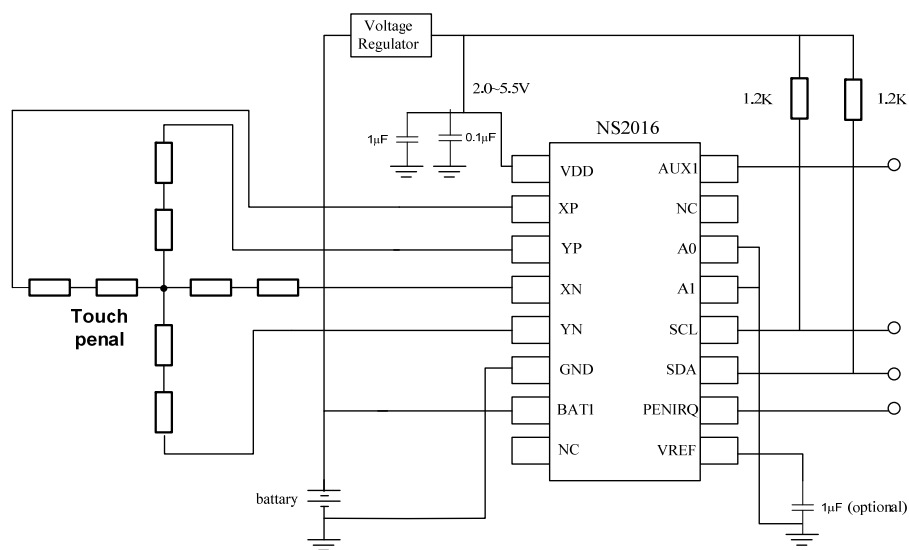 Voltage
Regulator
2.0~5.5V
1.2K
1.2K
1μF
0.1μF
NS2016
VDD
AUX1
XP
NC
YP
A0
XN
A1
Touch
penal
YN
SCL
GND
SDA
BAT1
PENIRQ
NC
VREF
battary
1μF (optional)